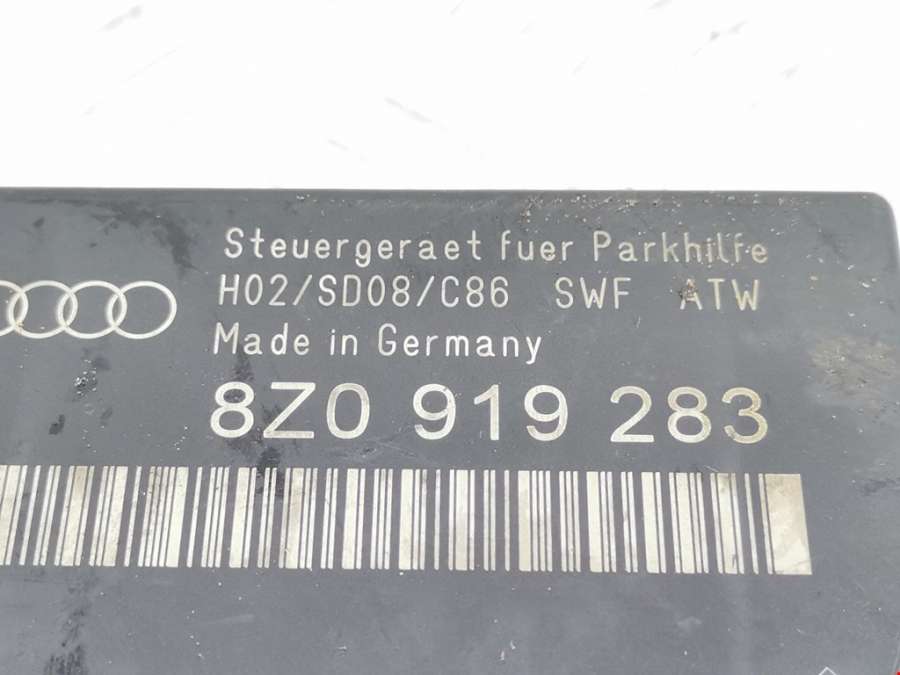 Steuergeraet fuer Parkhilfe
H02/SD08/C86 SWF ATW
Made in Germany
8Z0 919 283